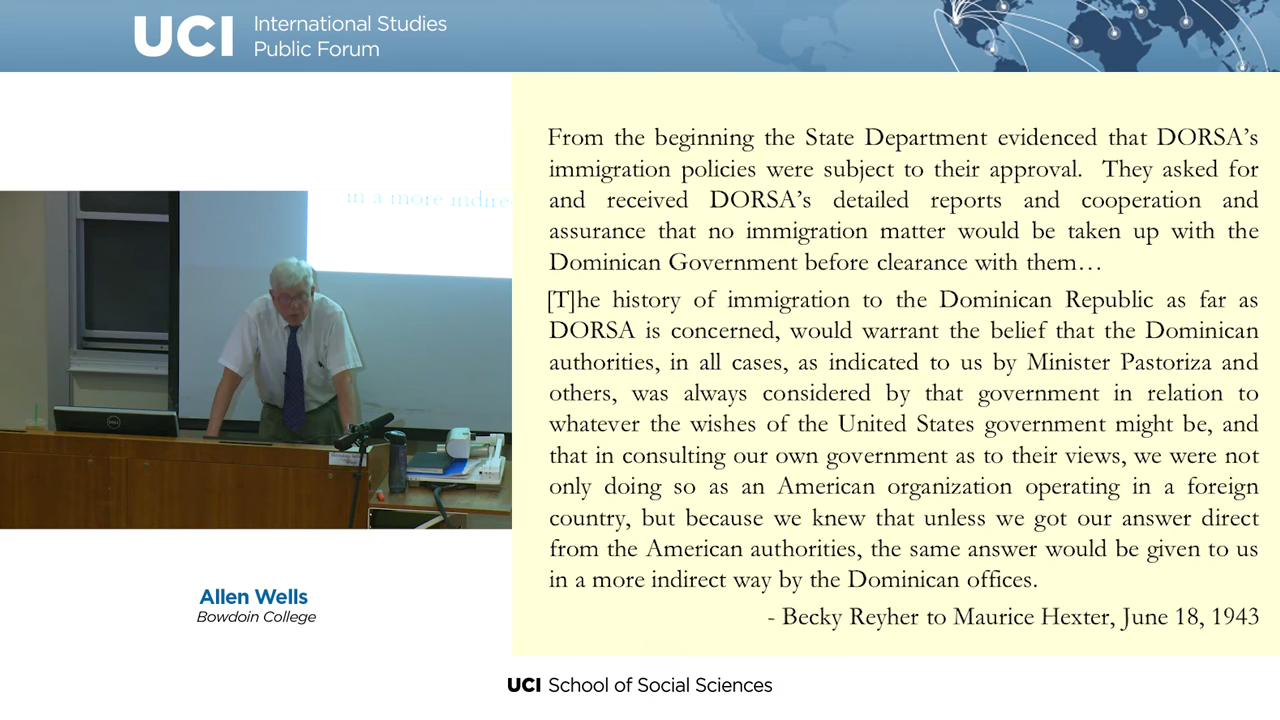 UCI International Studies
Public Forum
in a more indire
DELL
Allen Wells
Bowdoin College
From the beginning the State Department evidenced that DORSA's
immigration policies were subject to their approval. They asked for
and received DORSA's detailed reports and cooperation and
assurance that no immigration matter would be taken up with the
Dominican Government before clearance with them…
[T]he history of immigration to the Dominican Republic as far as
DORSA is concerned, would warrant the belief that the Dominican
authorities, in all cases, as indicated to us by Minister Pastoriza and
others, was always considered by that government in relation to
whatever the wishes of the United States government might be, and
that in consulting our own government as to their views, we were not
only doing so as an American organization operating in a foreign
country, but because we knew that unless we got our answer direct
from the American authorities, the same answer would be given to us
in a more indirect way by the Dominican offices.
- Becky Reyher to Maurice Hexter, June 18, 1943
UCI School of Social Sciences